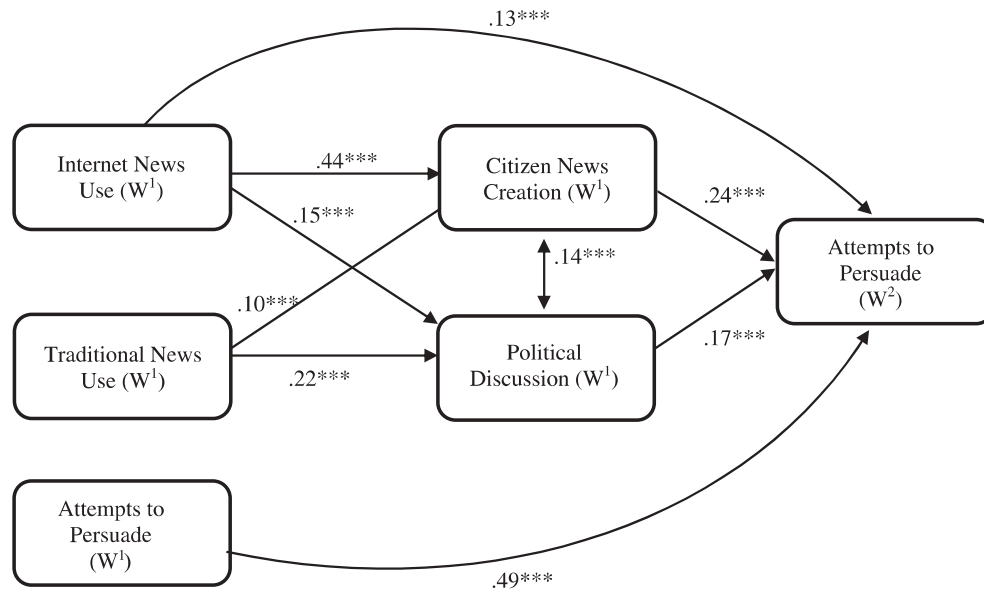 .13***
Internet News
Use (W¹)
.44***
Citizen News
Creation (W¹)
.24***
.15***
Attempts to
Persuade
(W²)
.14***
.10***
Traditional News
Use (W¹)
.22***
Political
Discussion (W¹)
.17***
Attempts to
Persuade
(W¹)
.49***